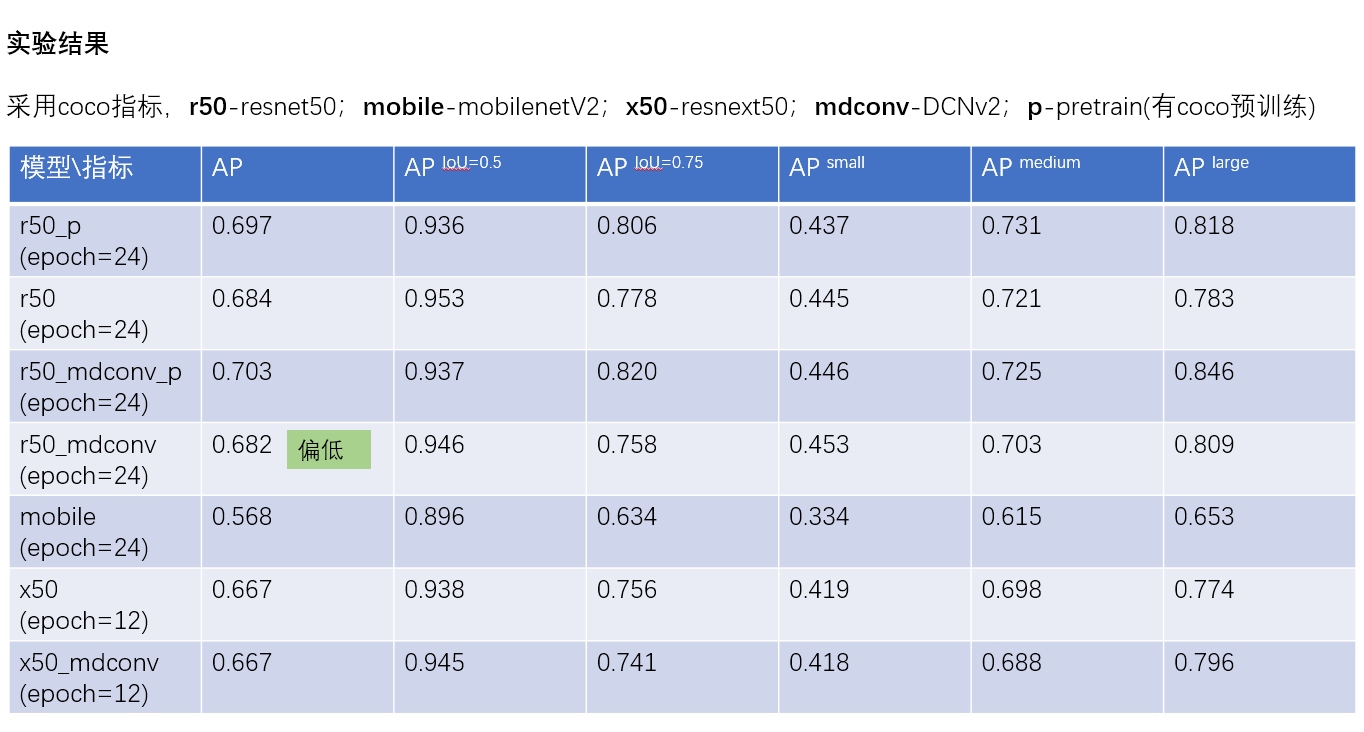 实验结果
采用coco指标，r50-resnet50；mobile-mobilenetV2；x50-resnext50；mdconv-DCNv2；p-pretrain(有coco预训练)
模型\指标 AP AP IoU=0.5 AP IoU=0.75 AP small AP medium AP large
r50_p 0.697 0.936 0.806 0.437 0.731 0.818
(epoch=24)
r50 0.684 0.953 0.778 0.445 0.721 0.783
(epoch=24)
r50_mdconv_p 0.703 0.937 0.820 0.446 0.725 0.846
(epoch=24)
r50_mdconv 0.682 偏低 0.946 0.758 0.453 0.703 0.809
(epoch=24)
mobile 0.568 0.896 0.634 0.334 0.615 0.653
(epoch=24)
x50 0.667 0.938 0.756 0.419 0.698 0.774
(epoch=12)
x50_mdconv 0.667 0.945 0.741 0.418 0.688 0.796
(epoch=12)